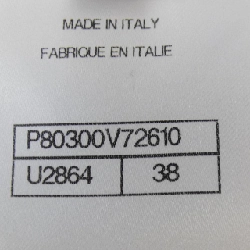 MADE IN ITALY
FABRIQUE EN ITALIE
P80300V72610
U2864 38